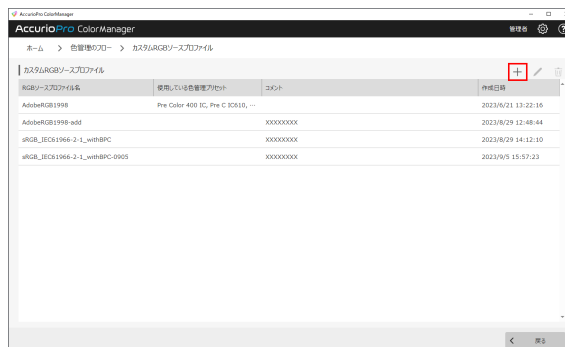 AccurioPro ColorManager
AccurioPro ColorManager 管理者
ホーム > 色管理のフロー > カスタムRGBソースプロファイル
カスタムRGBソースプロファイル
RGBソースプロファイル名 使用している色管理プリセット コメント 作成日時
AdobeRGB1998 Pre Color 400 IC, Pre C IC610, … 2023/6/21 13:22:16
AdobeRGB1998-add XXXXXXXX 2023/8/29 12:48:44
sRGB_IEC61966-2-1_withBPC XXXXXXXX 2023/8/29 14:12:10
sRGB_IEC61966-2-1_withBPC-0905 XXXXXXXX 2023/9/5 15:57:23
戻る